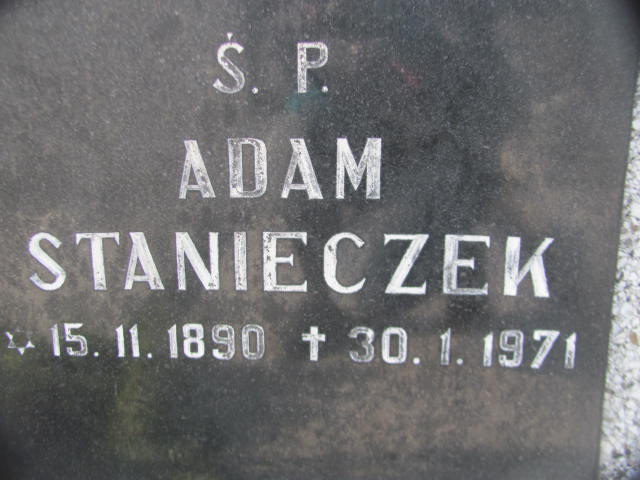 Ś. P.
ADAM
STANIECZEK
✡ 15. 11. 1890 ✝ 30. 1. 1971